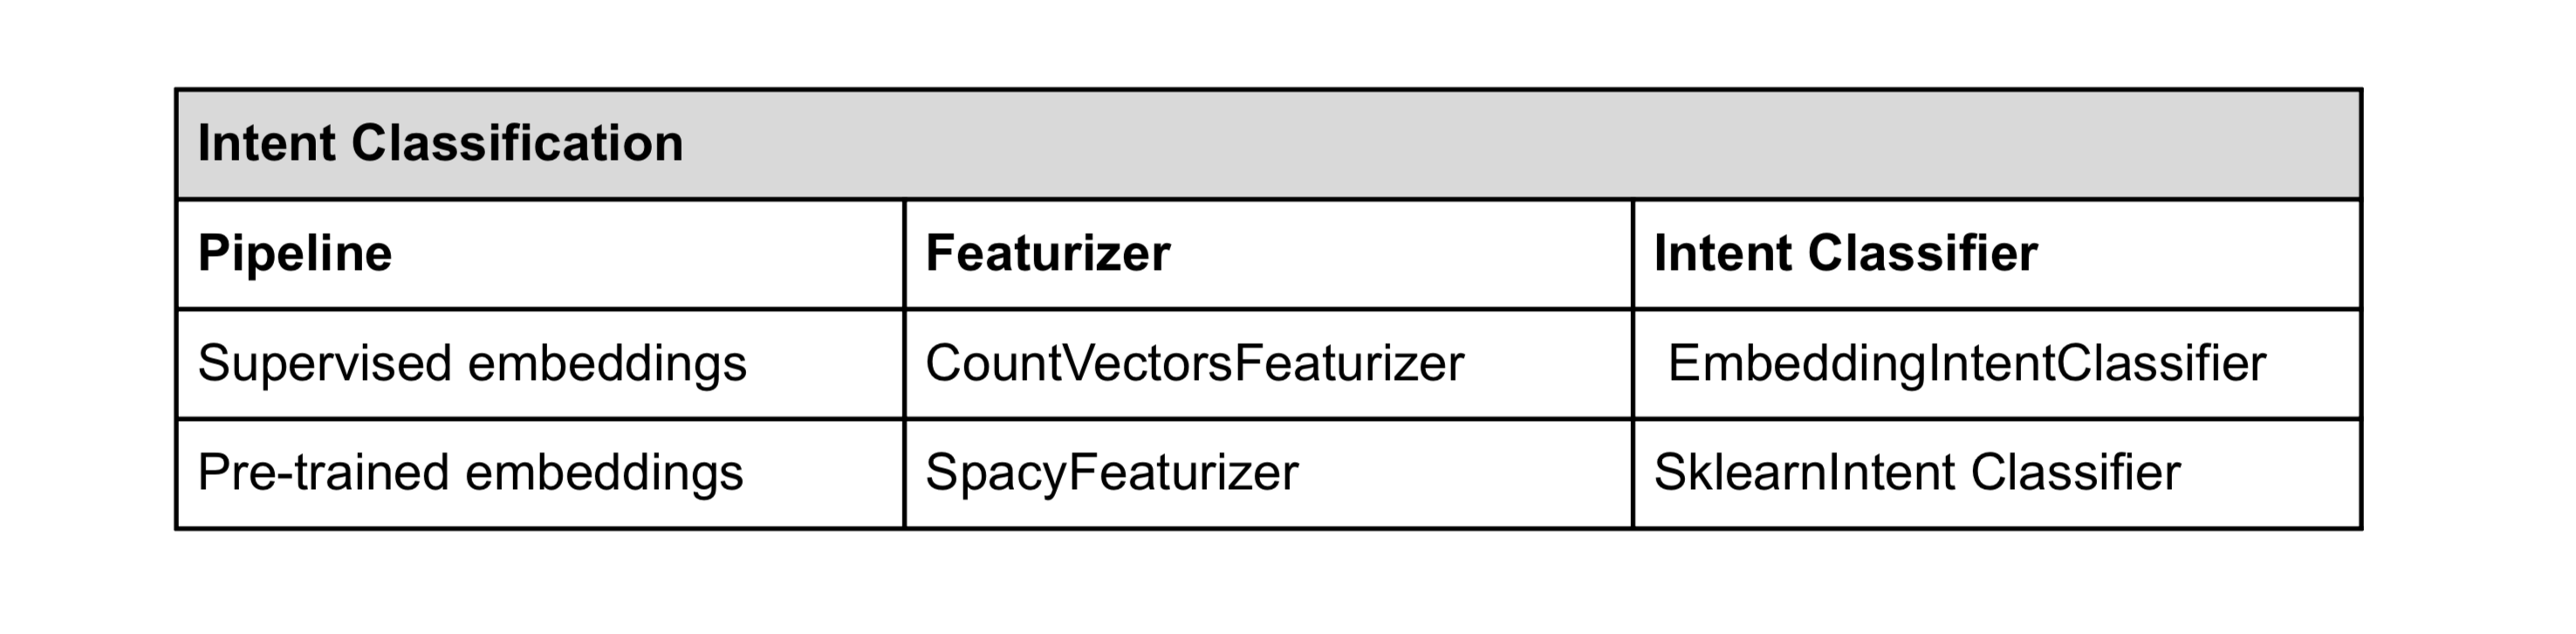 Intent Classification
Pipeline Featurizer Intent Classifier
Supervised embeddings CountVectorsFeaturizer EmbeddingIntentClassifier
Pre-trained embeddings SpacyFeaturizer SklearnIntent Classifier